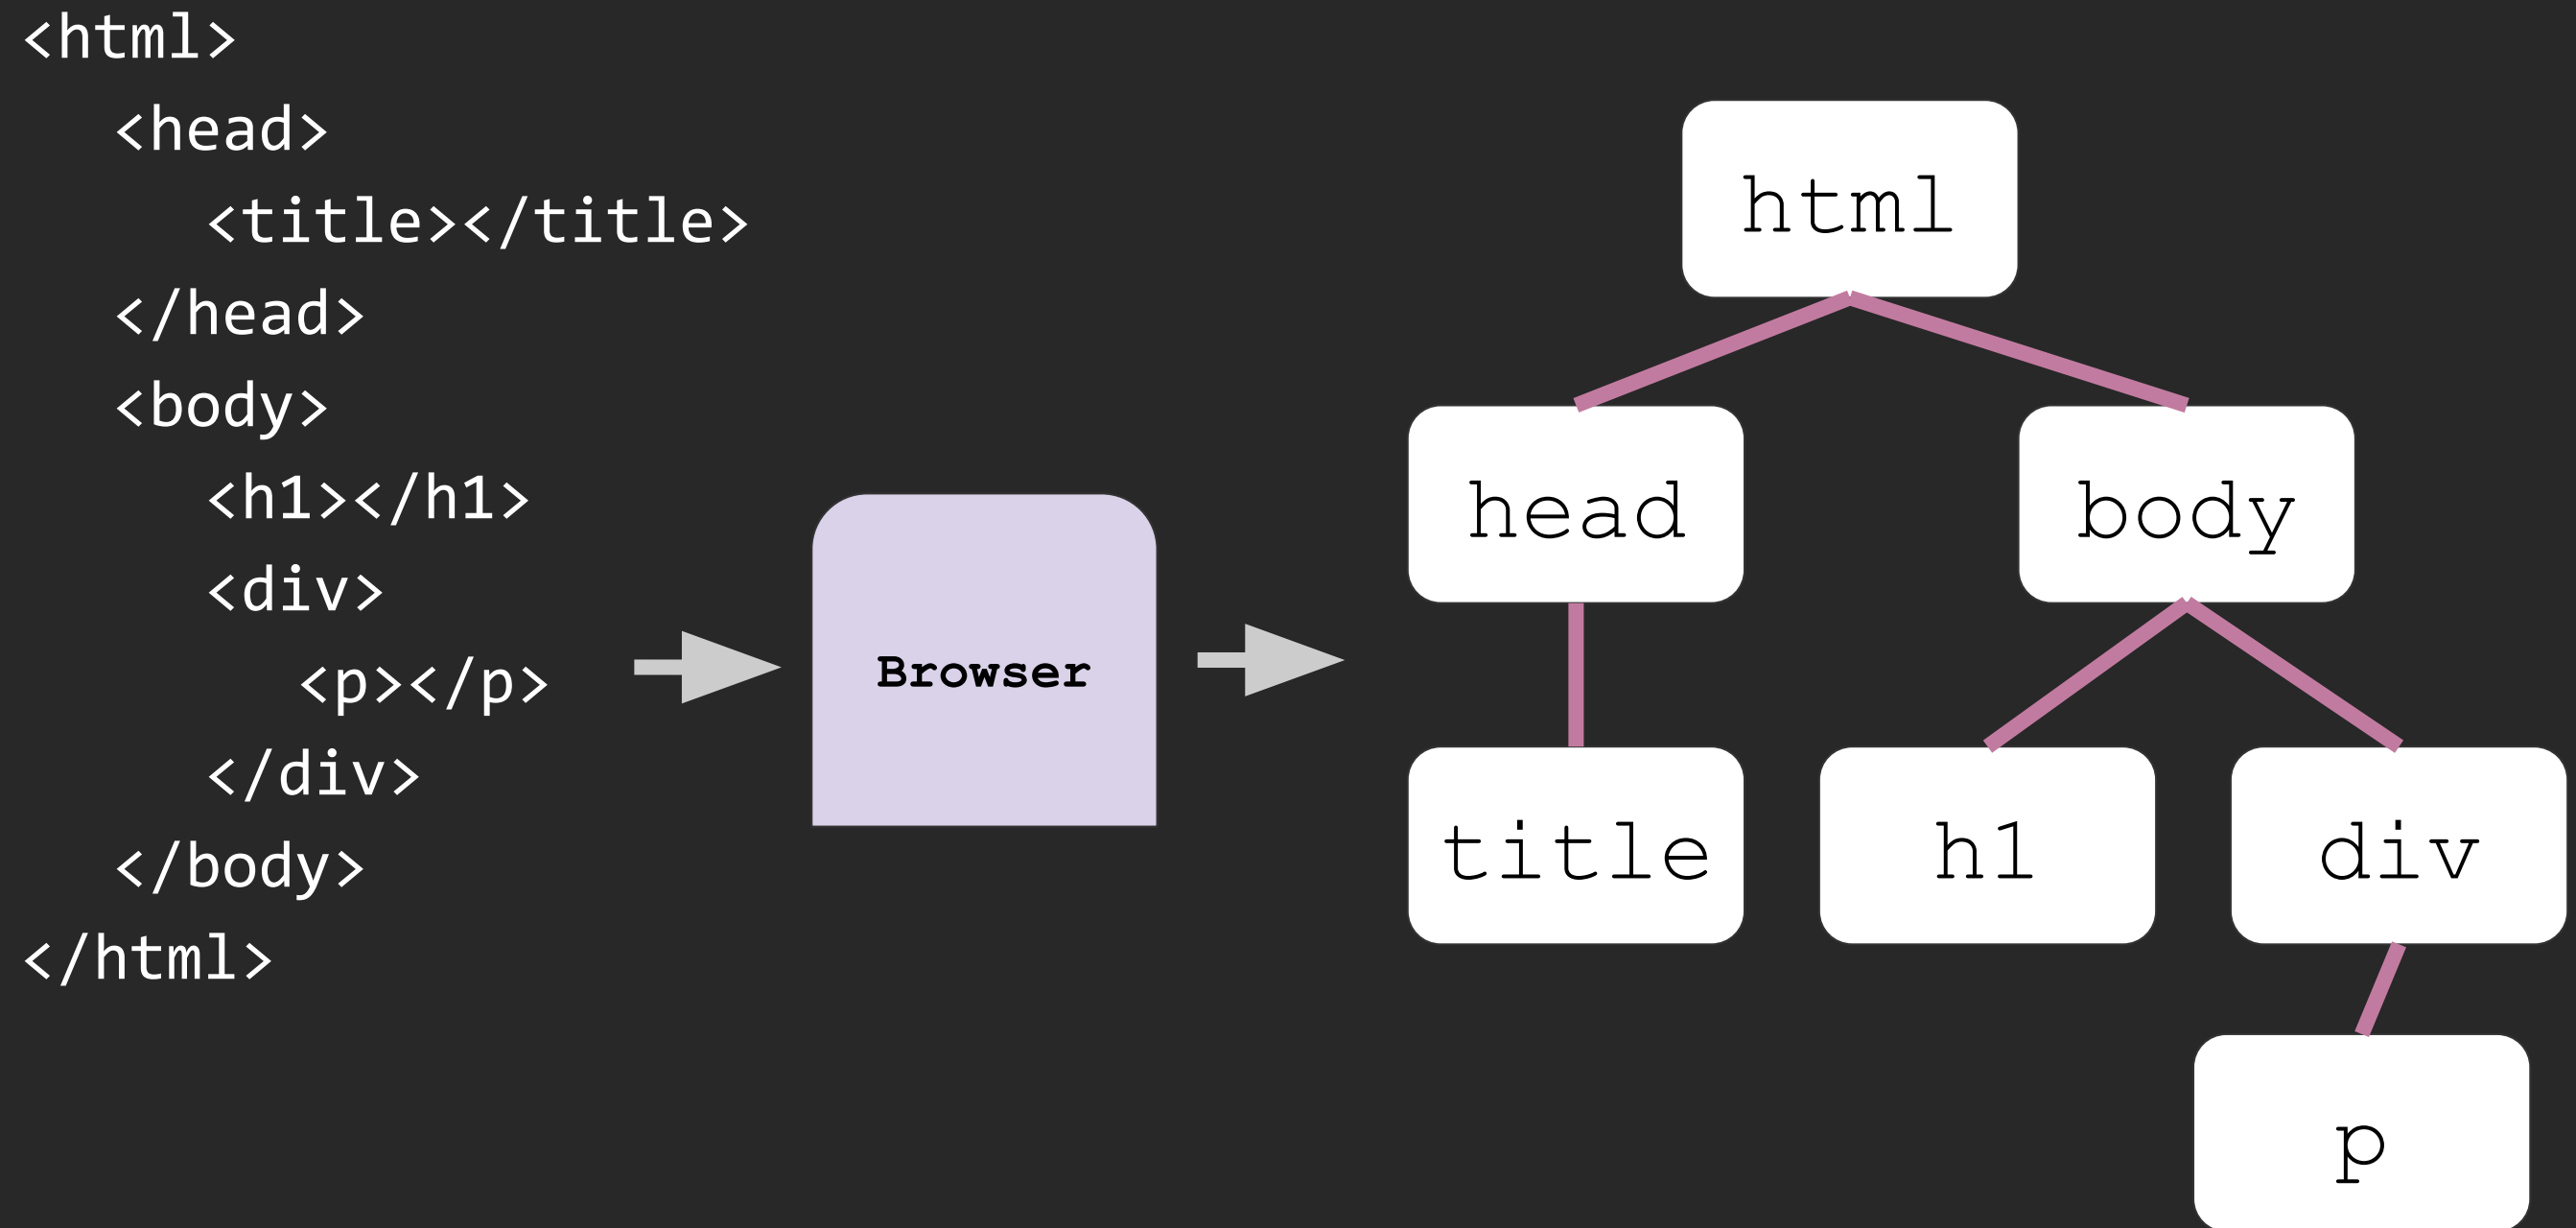 <html>
<head>
<title></title>
</head>
<body>
<h1></h1>
<div>
<p></p>
</div>
</body>
</html>
Browser
html
head
body
title
h1
div
p